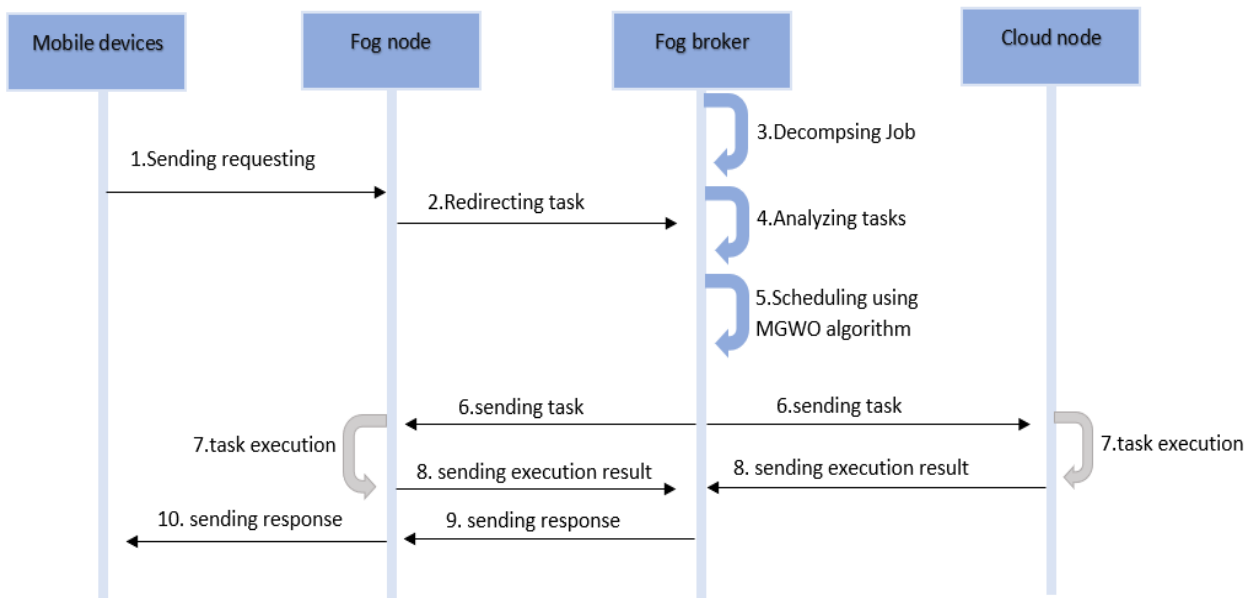 Mobile devices
Fog node
Fog broker
Cloud node
3.Decompsing Job
1.Sending requesting
2.Redirecting task
4.Analyzing tasks
5.Scheduling using
MGWO algorithm
6.sending task
6.sending task
7.task execution
7.task execution
8. sending execution result
8. sending execution result
10. sending response
9. sending response